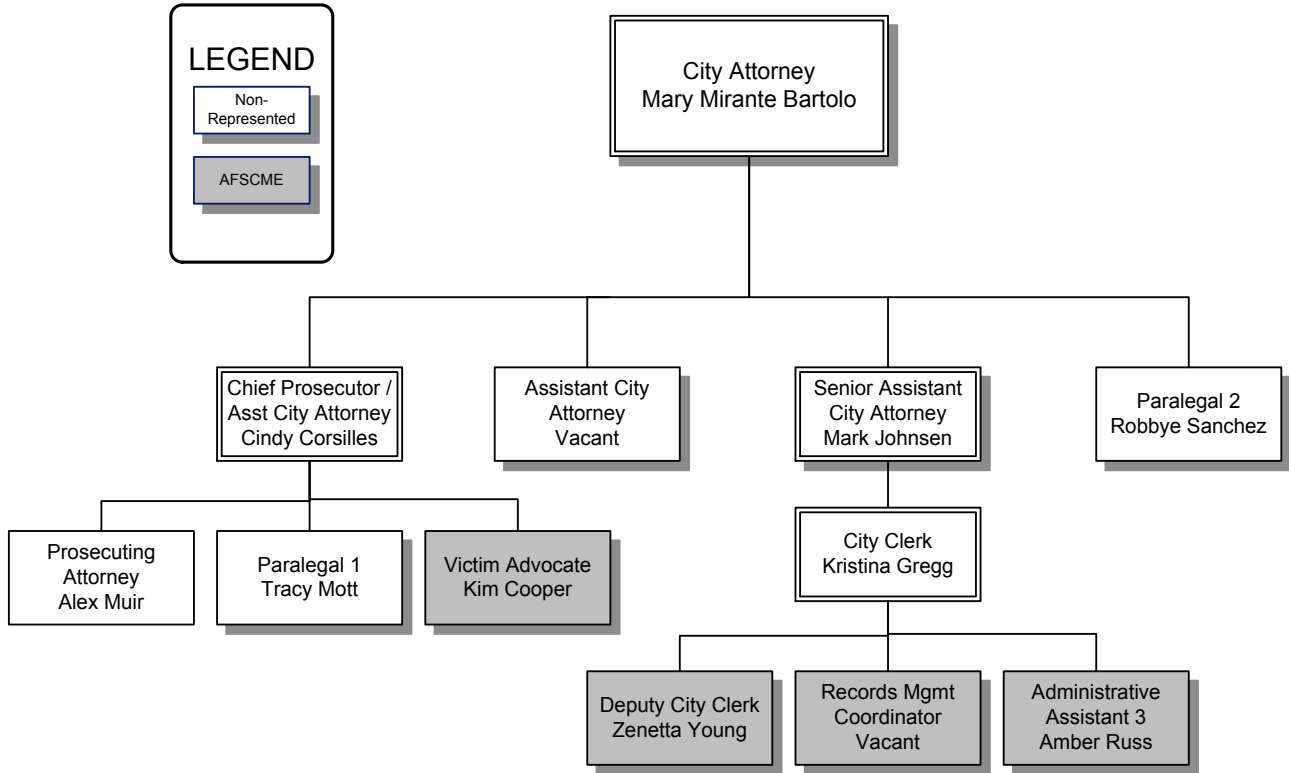 LEGEND
Non-
Represented
AFSCME
City Attorney
Mary Mirante Bartolo
Chief Prosecutor /
Asst City Attorney
Cindy Corsilles
Assistant City
Attorney
Vacant
Senior Assistant
City Attorney
Mark Johnsen
Paralegal 2
Robbye Sanchez
Prosecuting
Attorney
Alex Muir
Paralegal 1
Tracy Mott
Victim Advocate
Kim Cooper
City Clerk
Kristina Gregg
Deputy City Clerk
Zenetta Young
Records Mgmt
Coordinator
Vacant
Administrative
Assistant 3
Amber Russ